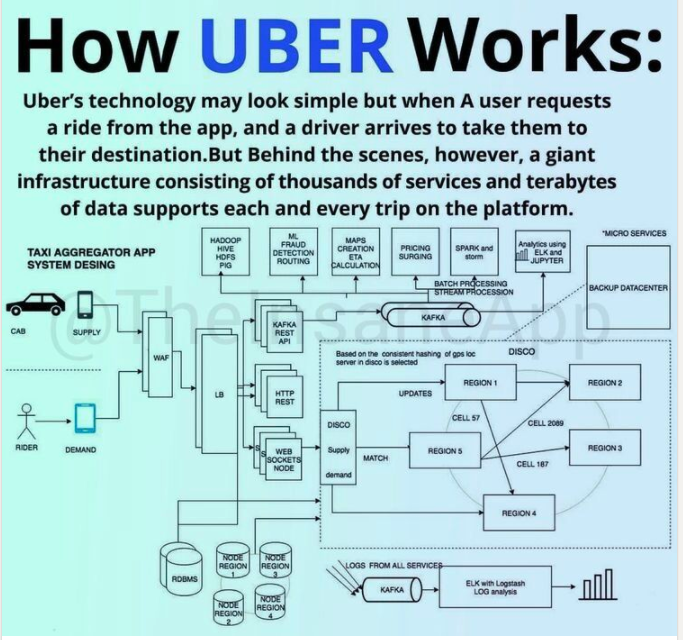 How UBER Works:
Uber's technology may look simple but when A user requests
a ride from the app, and a driver arrives to take them to
their destination.But Behind the scenes, however, a giant
infrastructure consisting of thousands of services and terabytes
of data supports each and every trip on the platform.
TAXI AGGREGATOR APP
SYSTEM DESING
HADOOP
HIVE
HDFS
PIG
ML
FRAUD
DETECTION
ROUTING
MAPS
CREATION
ETA
CALCULATION
PRICING
SURGING
SPARK and
storm
Analytics using
ELK and
JUPYTER
*MICRO SERVICES
BACKUP DATACENTER
BATCH PROCESSING
STREAM PROCESSION
KAFKA
@TheInsaneApp
CAB
SUPPLY
WAF
LB
KAFKA
REST
API
HTTP
REST
S
S
WEB
SOCKETS
NODE
RIDER
DEMAND
Based on the consistent hashing of gps loc
server in disco is selected
DISCO
DISCO
Supply
demand
UPDATES
MATCH
REGION 1
REGION 2
CELL 57
CELL 2089
REGION 5
REGION 3
CELL 187
REGION 4
RDBMS
NODE
REGION
1
NODE
REGION
3
NODE
REGION
2
NODE
REGION
4
LOGS FROM ALL SERVICES
KAFKA
ELK with Logstash
LOG analysis